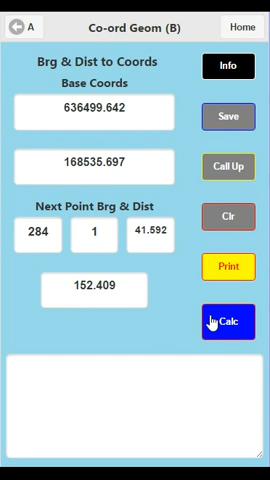 A
Co-ord Geom (B)
Home
Brg & Dist to Coords
Info
Base Coords
636499.642
Save
168535.697
Call Up
Next Point Brg & Dist
Clr
284 1 41.592
Print
152.409
Calc